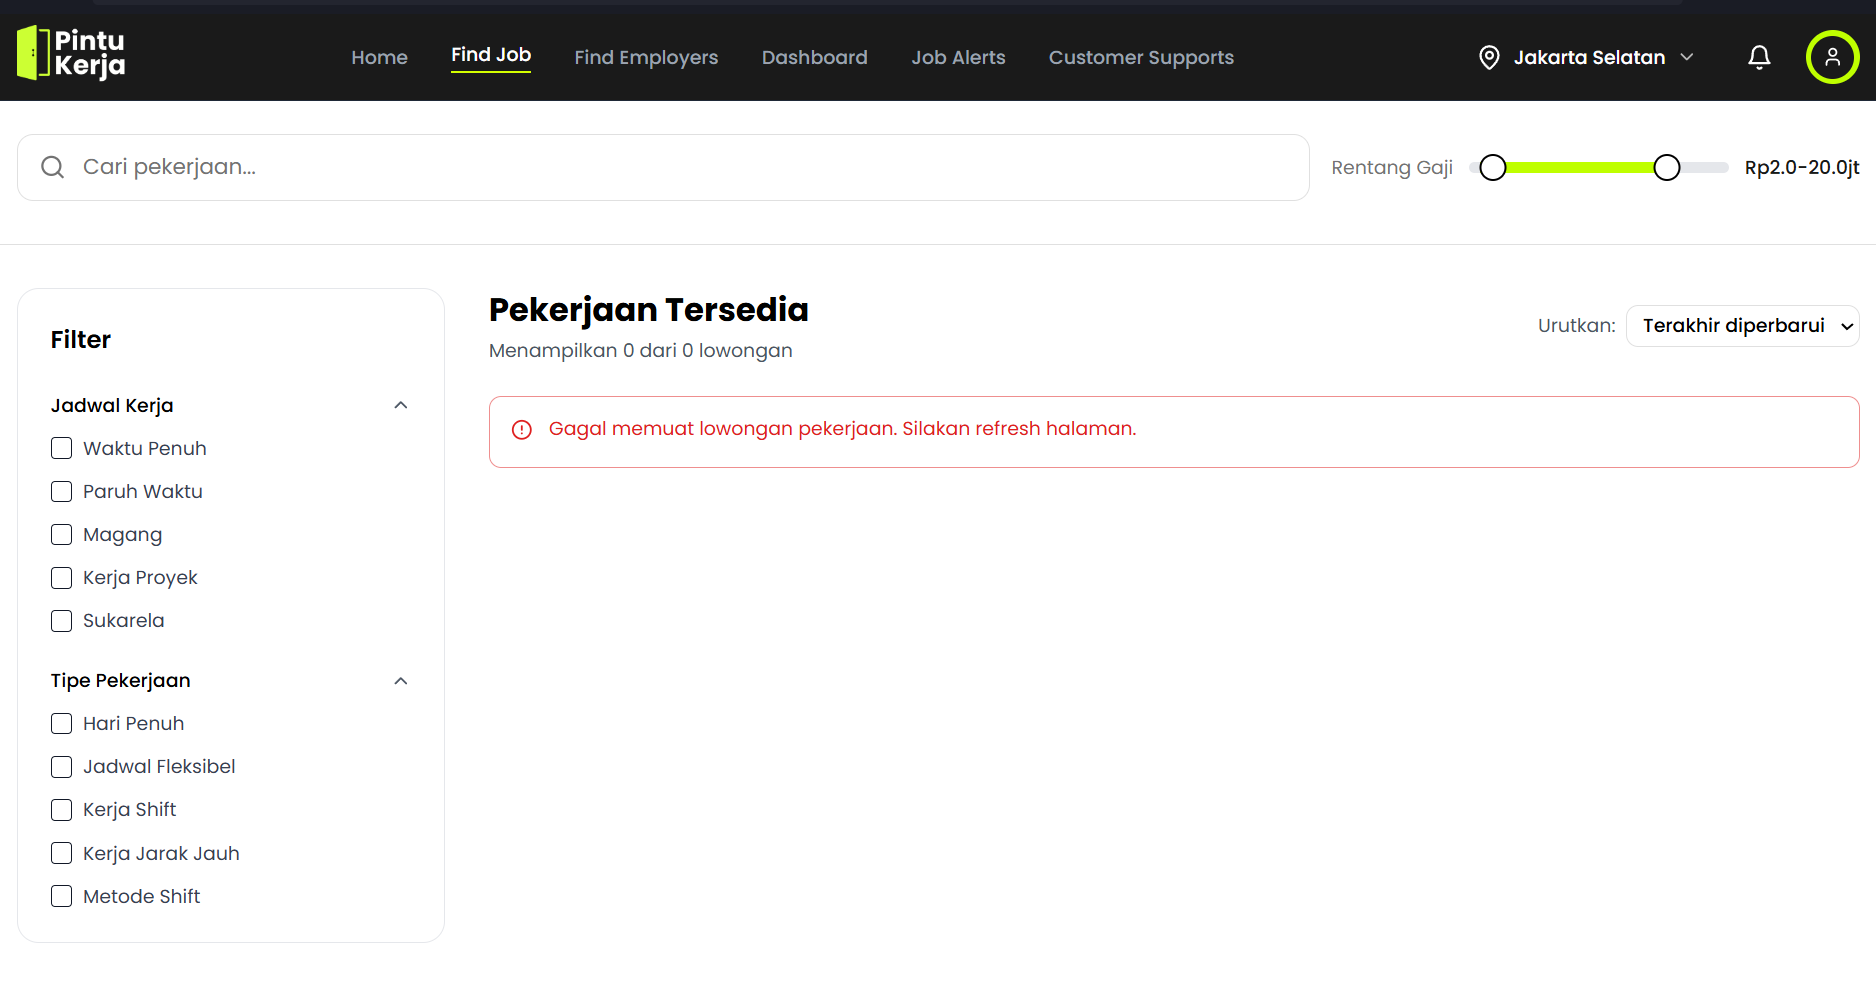 Pintu
Kerja
Home
Find Job
Find Employers
Dashboard
Job Alerts
Customer Supports
Jakarta Selatan
Cari pekerjaan...
Rentang Gaji
Rp2.0-20.0jt
Filter
Jadwal Kerja
Waktu Penuh
Paruh Waktu
Magang
Kerja Proyek
Sukarela
Tipe Pekerjaan
Hari Penuh
Jadwal Fleksibel
Kerja Shift
Kerja Jarak Jauh
Metode Shift
Pekerjaan Tersedia
Menampilkan 0 dari 0 lowongan
Urutkan:
Terakhir diperbarui
Gagal memuat lowongan pekerjaan. Silakan refresh halaman.